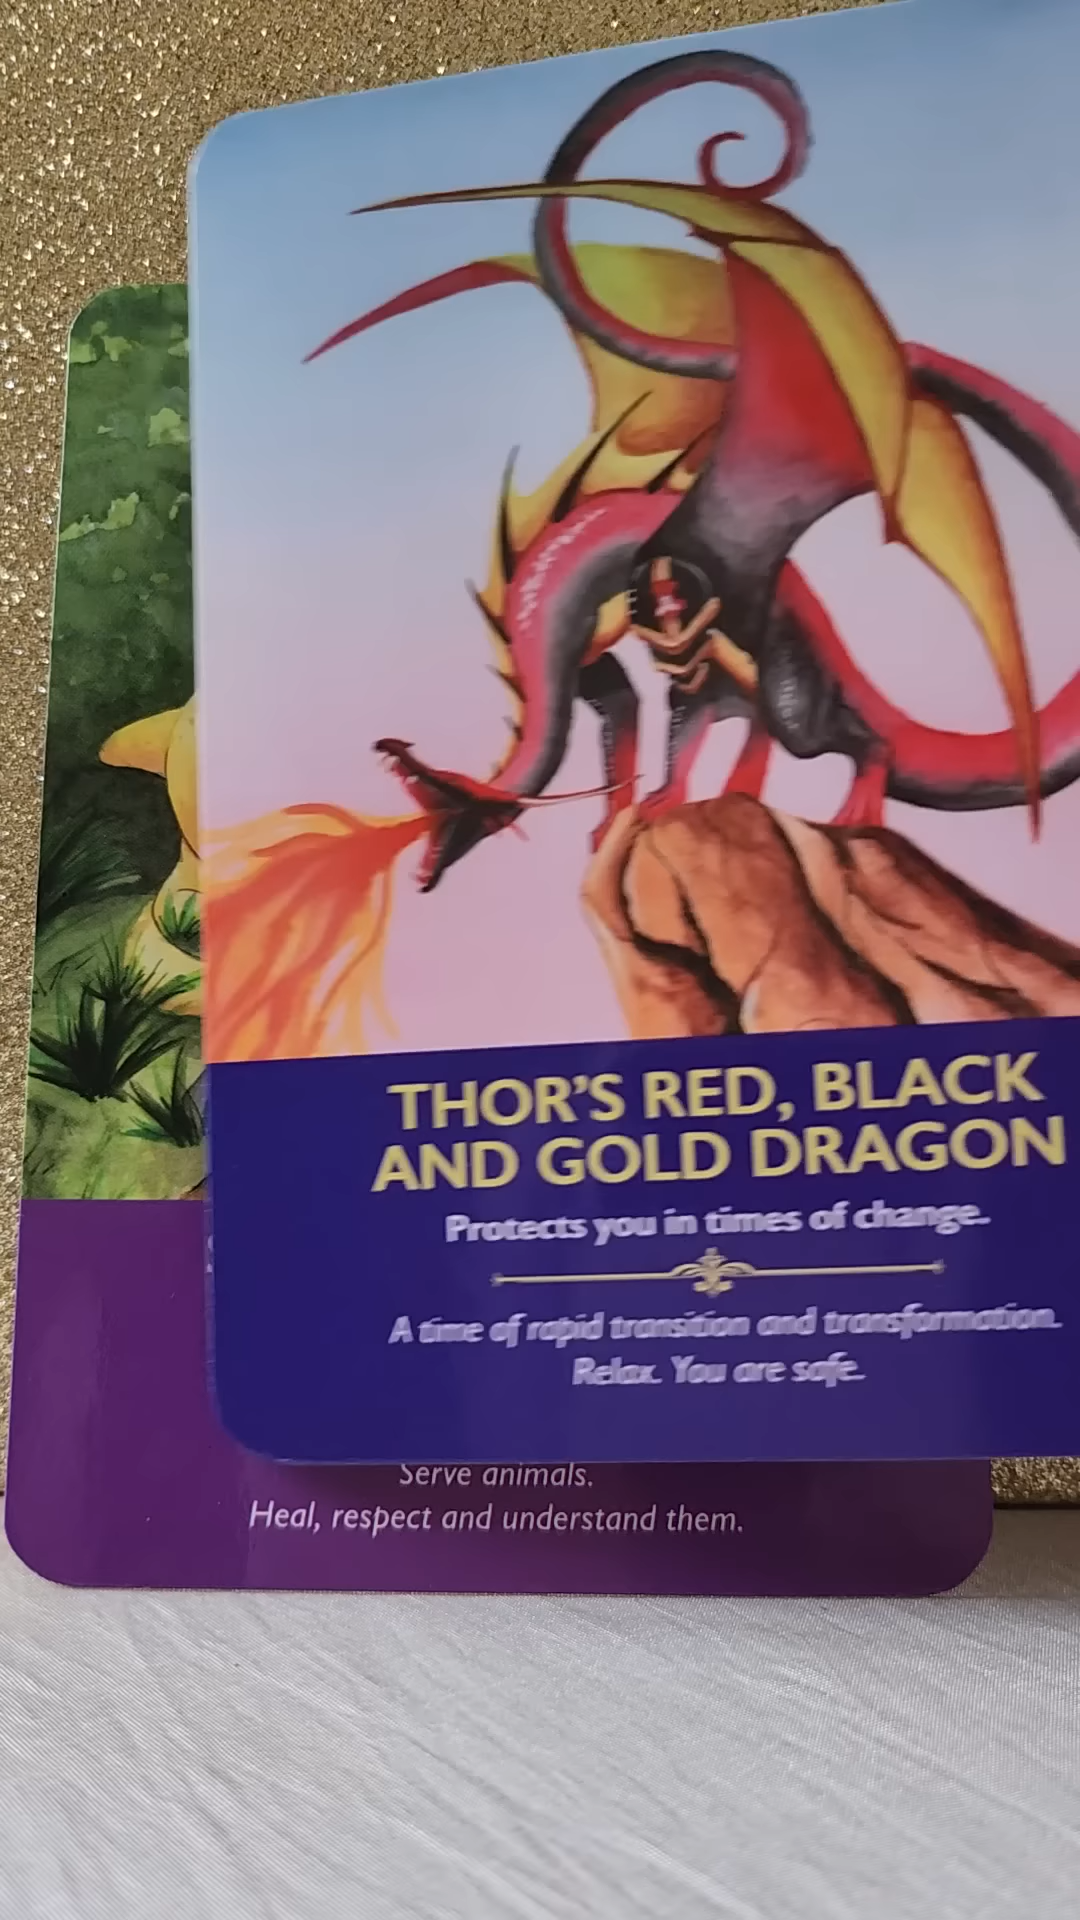 THOR'S RED, BLACK
AND GOLD DRAGON
Protects you in times of change.
A time of rapid transition and transformation.
Relax. You are safe.
Serve animals.
Heal, respect and understand them.